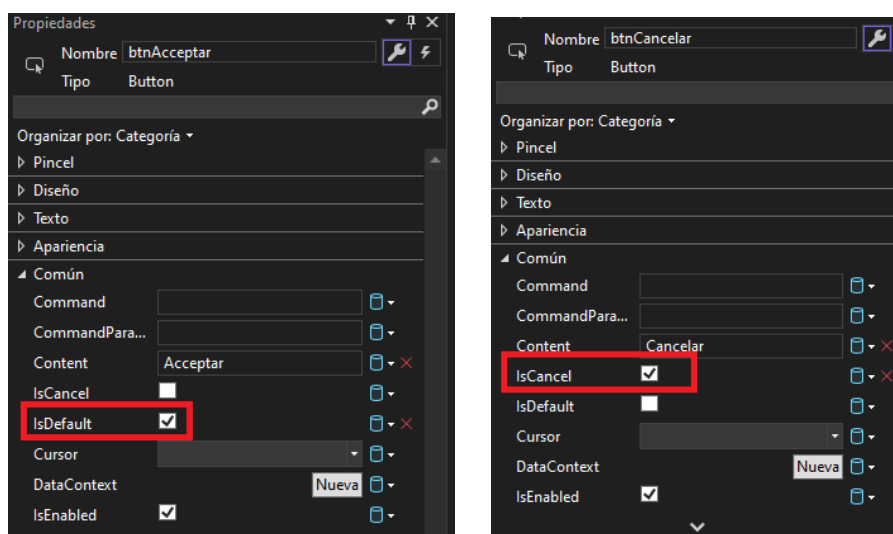 Propiedades
Nombre btnAcceptar
Tipo Button
Organizar por: Categoría
Pincel
Diseño
Texto
Apariencia
Común
Command
CommandPara...
Content Acceptar
IsCancel
IsDefault
Cursor
DataContext Nueva
IsEnabled
Nombre btnCancelar
Tipo Button
Organizar por: Categoría
Pincel
Diseño
Texto
Apariencia
Común
Command
CommandPara...
Content Cancelar
IsCancel
IsDefault
Cursor
DataContext Nueva
IsEnabled